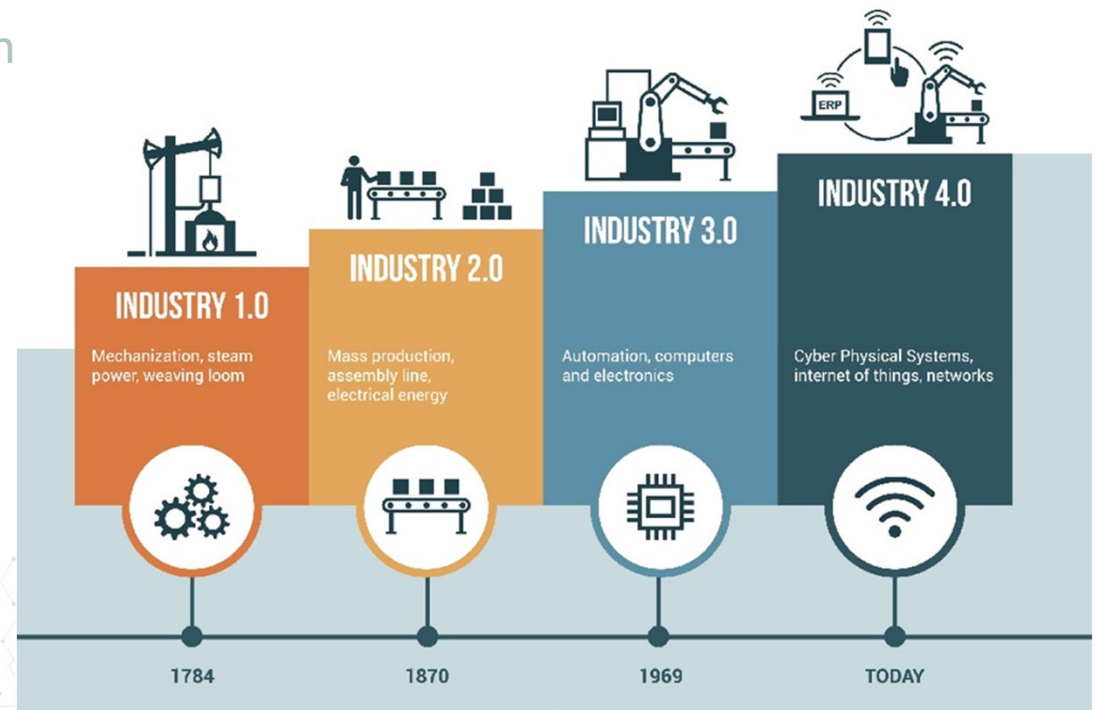 n
ERP
INDUSTRY 1.0
Mechanization, steam
power, weaving loom
INDUSTRY 2.0
Mass production,
assembly line,
electrical energy
INDUSTRY 3.0
Automation, computers
and electronics
INDUSTRY 4.0
Cyber Physical Systems,
internet of things, networks
1784
1870
1969
TODAY